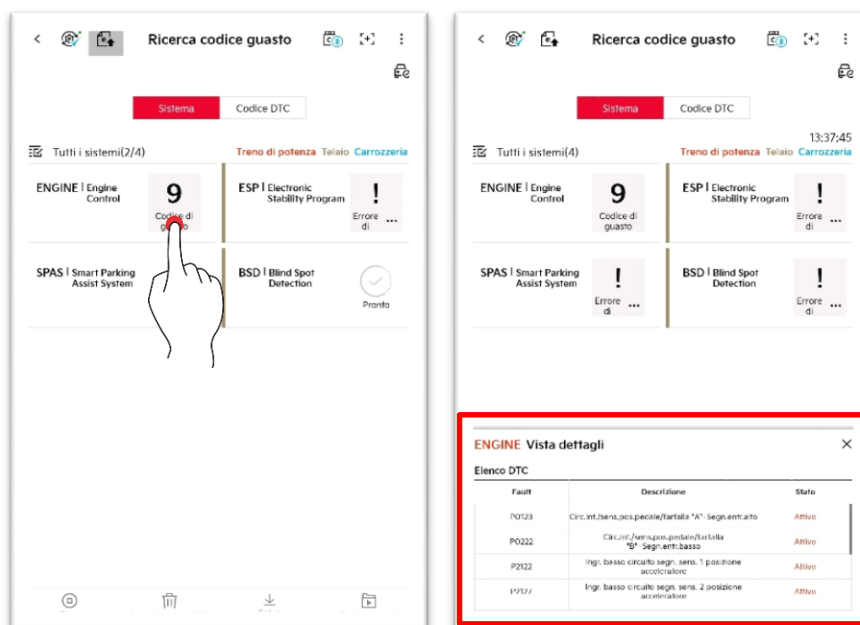 Ricerca codice guasto
Sistema
Codice DTC
Tutti i sistemi(2/4)
Treno di potenza Telaio Carrozzeria
ENGINE | Engine
Control
9
Codice di
ESP | Electronic
Stability Program
!
Errore ...
di
SPAS | Smart Parking
Assist System
BSD | Blind Spot
Detection
Pronto
Ricerca codice guasto
Sistema
Codice DTC
13:37:45
Tutti i sistemi(4)
Treno di potenza Telaio Carrozzeria
ENGINE | Engine
Control
9
Codice di
guasto
ESP | Electronic
Stability Program
!
Errore ...
di
SPAS | Smart Parking
Assist System
!
Errore ...
di
BSD | Blind Spot
Detection
!
Errore ...
di
ENGINE Vista dettagli
Elenco DTC
Fault Descrizione Stato
P0123 Circ.int./sens.pos.pedale/farfalla "A"-Segn.entr.alto Attivo
P0222 Circ.int./sens.pos.pedale/farfalla
"B"-Segn.entr.basso Attivo
P2122 Ingr. basso circuito segn. sens. 1 posizione
acceleratore Attivo
P2127 Ingr. basso circuito segn. sens. 2 posizione
acceleratore Attivo